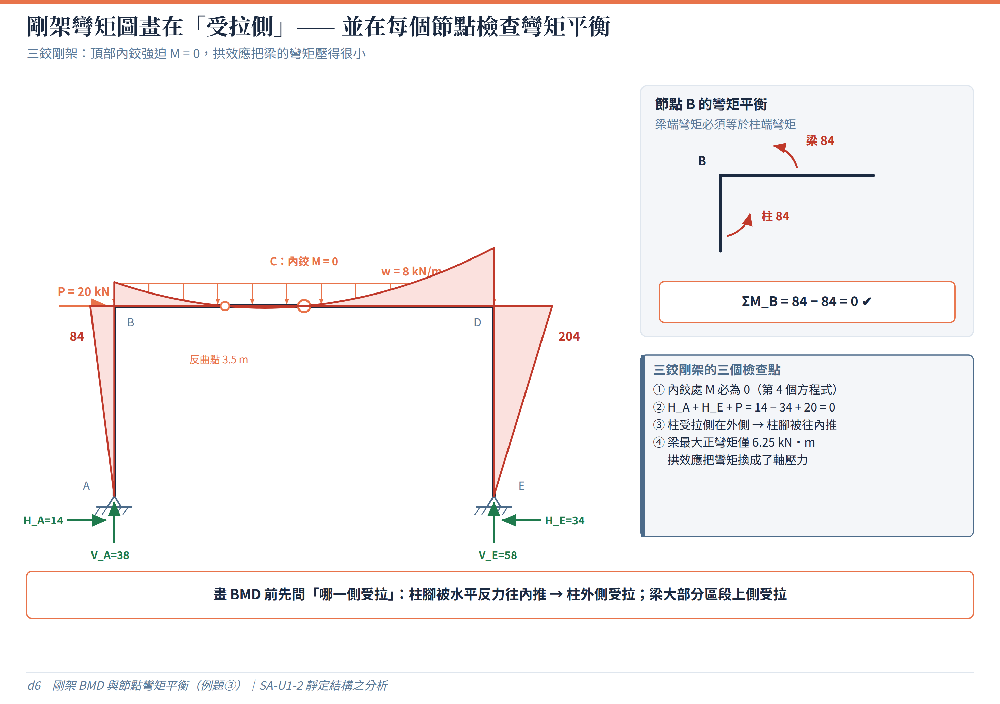 剛架彎矩圖畫在「受拉側」—— 並在每個節點檢查彎矩平衡
三鉸剛架：頂部內鉸強迫 M = 0，拱效應把梁的彎矩壓得很小
C：內鉸 M = 0
w = 8 kN/m
P = 20 kN
B
D
84
204
反曲點 3.5 m
A
E
H_A=14
H_E=34
V_A=38
V_E=58
節點 B 的彎矩平衡
梁端彎矩必須等於柱端彎矩
梁 84
B
柱 84
ΣM_B = 84 − 84 = 0 ✔
三鉸剛架的三個檢查點
① 內鉸處 M 必為 0（第 4 個方程式）
② H_A + H_E + P = 14 − 34 + 20 = 0
③ 柱受拉側在外側 → 柱腳被往內推
④ 梁最大正彎矩僅 6.25 kN・m
拱效應把彎矩換成了軸壓力
畫 BMD 前先問「哪一側受拉」：柱腳被水平反力往內推 → 柱外側受拉；梁大部分區段上側受拉
d6 剛架 BMD 與節點彎矩平衡（例題③）｜SA-U1-2 靜定結構之分析